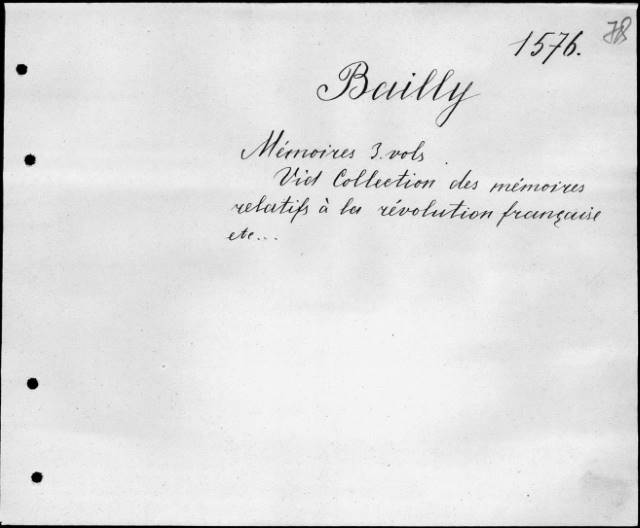 78
1576.
Bailly
Mémoires 3.vols.
Vid Collection des mémoires
relatifs à la révolution française
etc...